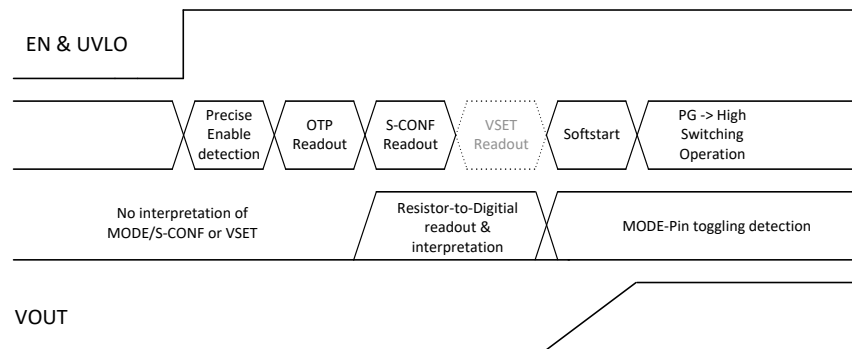 EN & UVLO
Precise
Enable
detection
OTP
Readout
S-CONF
Readout
VSET
Readout
Softstart
PG -> High
Switching
Operation
No interpretation of
MODE/S-CONF or VSET
Resistor-to-Digitial
readout &
interpretation
MODE-Pin toggling detection
VOUT